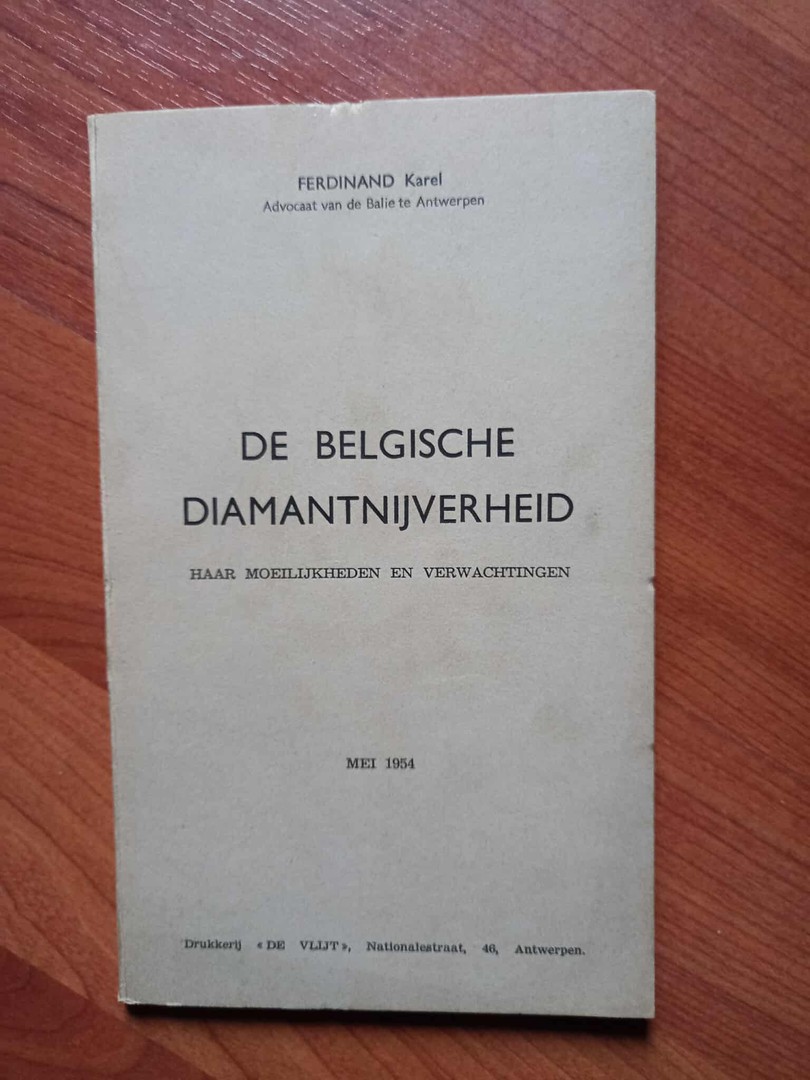 FERDINAND Karel
Advocaat van de Balie te Antwerpen
DE BELGISCHE
DIAMANTNIJVERHEID
HAAR MOEILIJKHEDEN EN VERWACHTINGEN
MEI 1954
Drukkerij « DE VLIJT », Nationalestraat, 46, Antwerpen.